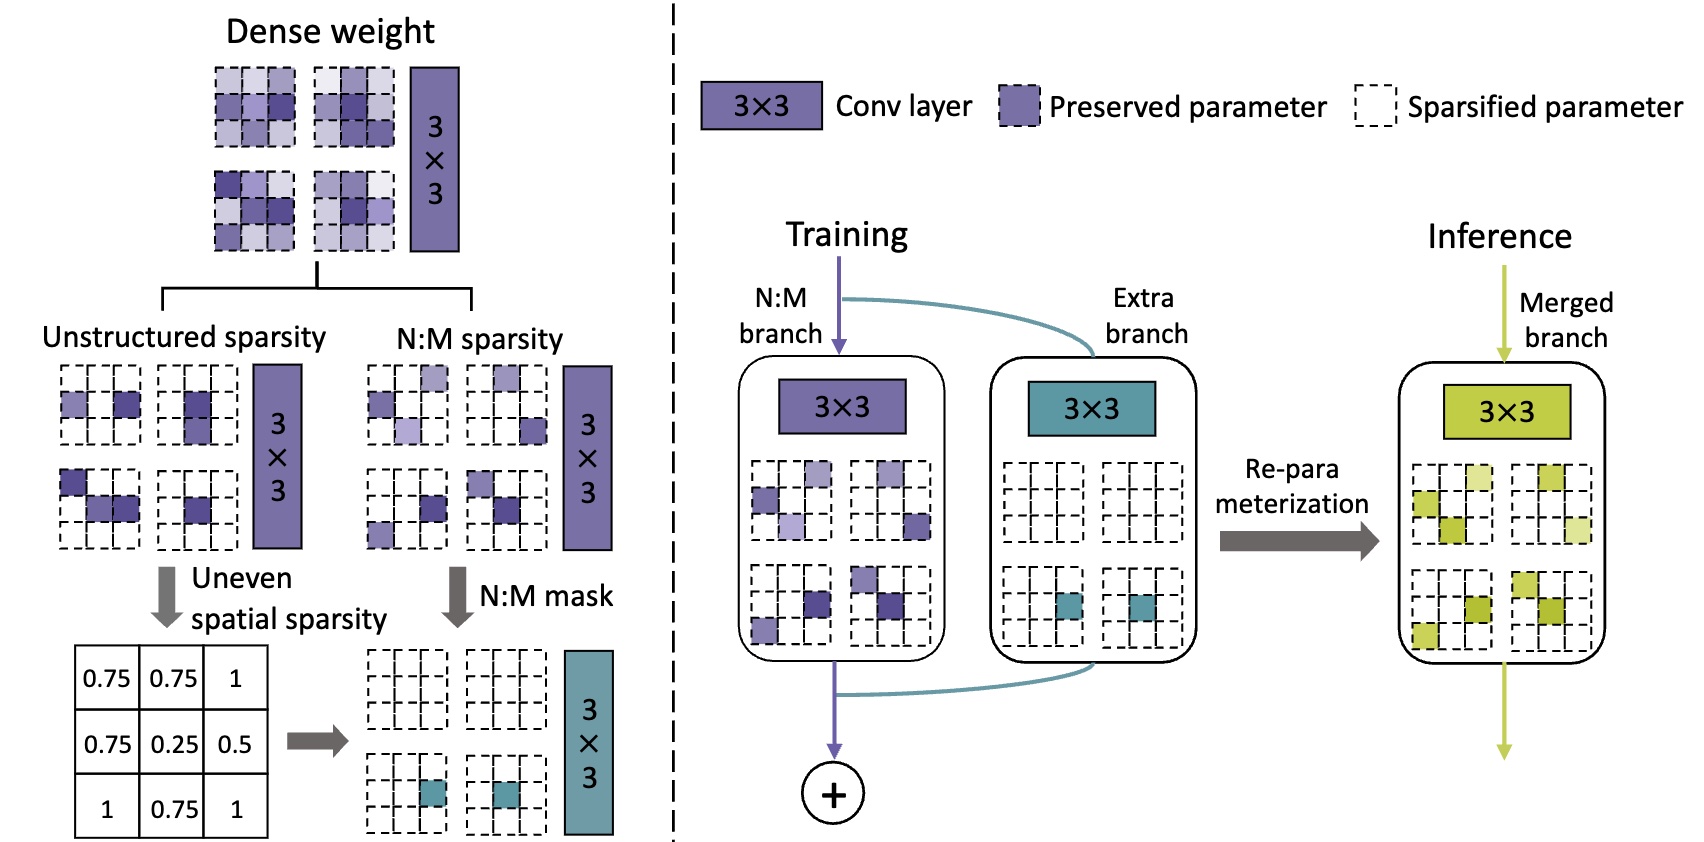 Dense weight
3
×
3
Unstructured sparsity
N:M sparsity
3
×
3
3
×
3
Uneven
spatial sparsity
N:M mask
0.75 0.75 1
0.75 0.25 0.5
1 0.75 1
3
×
3
3×3 Conv layer Preserved parameter Sparsified parameter
Training
N:M
branch
Extra
branch
3×3
3×3
Re-para
meterization
Inference
Merged
branch
3×3
+